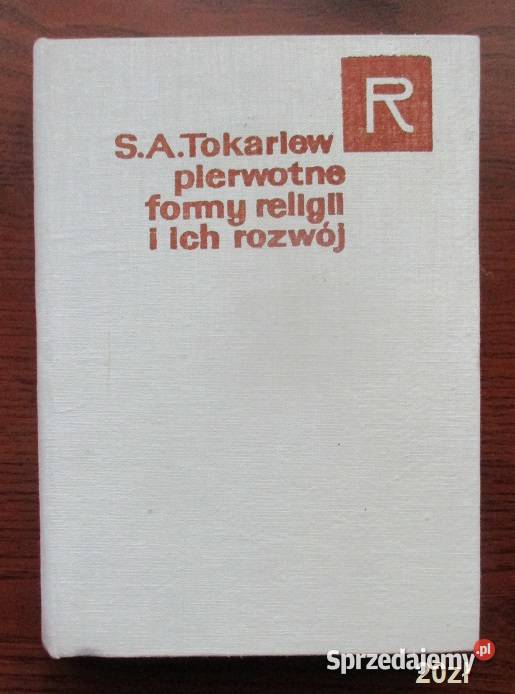 R
S.A.Tokariew
pierwotne
formy religii
i ich rozwój
Sprzedajemy.pl
2021